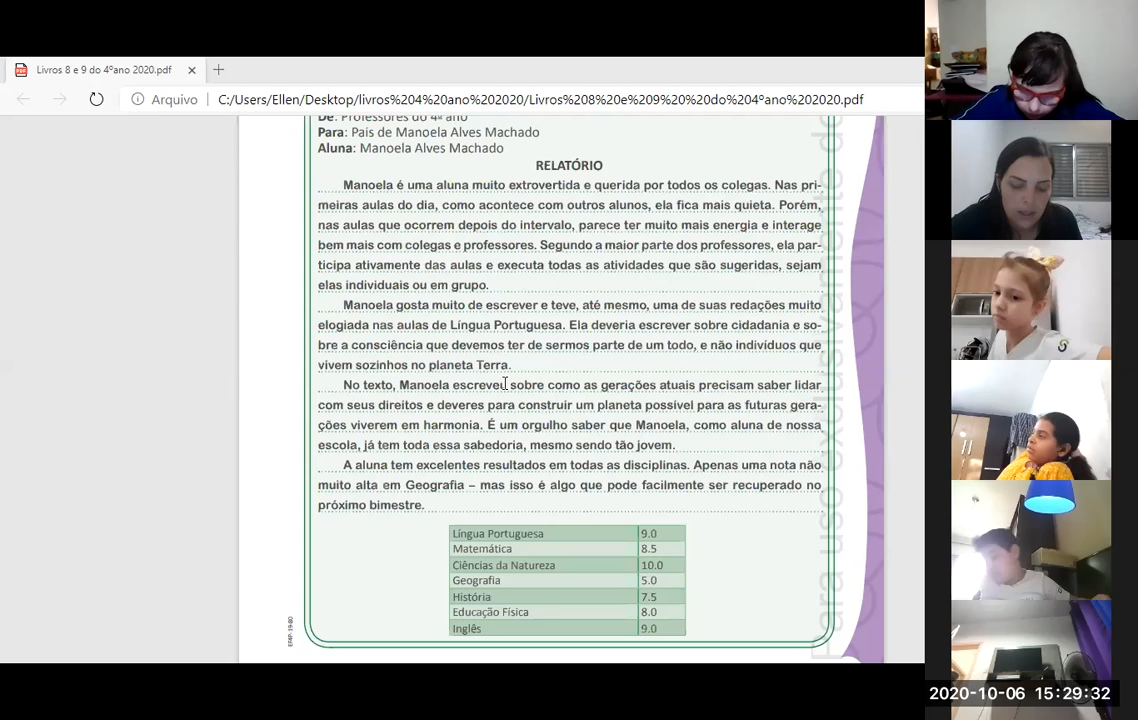 Livros 8 e 9 do 4ºano 2020.pdf
Arquivo
C:/Users/Ellen/Desktop/livros%204%20ano%202020/Livros%208%20e%209%20%20do%204ºano%202020.pdf
De: Professores do 4º ano
Para: Pais de Manoela Alves Machado
Aluna: Manoela Alves Machado
RELATÓRIO
Manoela é uma aluna muito extrovertida e querida por todos os colegas. Nas pri-
meiras aulas do dia, como acontece com outros alunos, ela fica mais quieta. Porém,
nas aulas que ocorrem depois do intervalo, parece ter muito mais energia e interage
bem mais com colegas e professores. Segundo a maior parte dos professores, ela par-
ticipa ativamente das aulas e executa todas as atividades que são sugeridas, sejam
elas individuais ou em grupo.
Manoela gosta muito de escrever e teve, até mesmo, uma de suas redações muito
elogiada nas aulas de Língua Portuguesa. Ela deveria escrever sobre cidadania e so-
bre a consciência que devemos ter de sermos parte de um todo, e não indivíduos que
vivem sozinhos no planeta Terra.
No texto, Manoela escreveu sobre como as gerações atuais precisam saber lidar
com seus direitos e deveres para construir um planeta possível para as futuras gera-
ções viverem em harmonia. É um orgulho saber que Manoela, como aluna de nossa
escola, já tem toda essa sabedoria, mesmo sendo tão jovem.
A aluna tem excelentes resultados em todas as disciplinas. Apenas uma nota não
muito alta em Geografia – mas isso é algo que pode facilmente ser recuperado no
próximo bimestre.
Língua Portuguesa 9.0
Matemática 8.5
Ciências da Natureza 10.0
Geografia 5.0
História 7.5
Educação Física 8.0
Inglês 9.0
EF4P-19-80
Para uso exclusivamente do
2020-10-06 15:29:32